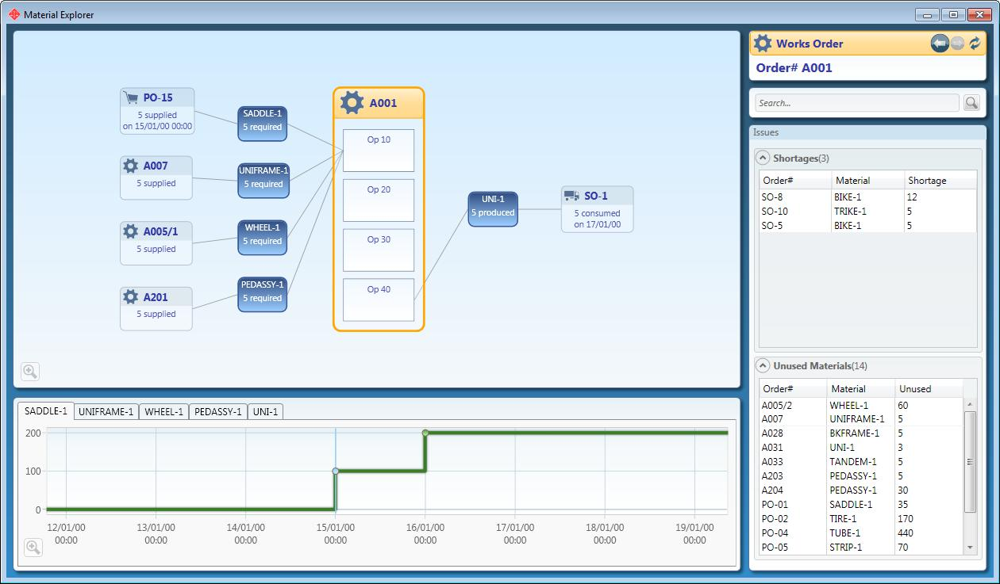 Material Explorer
PO-15
5 supplied
on 15/01/00 00:00
A007
5 supplied
A005/1
5 supplied
A201
5 supplied
SADDLE-1
5 required
UNIFRAME-1
5 required
WHEEL-1
5 required
PEDASSY-1
5 required
A001
Op 10
Op 20
Op 30
Op 40
UNI-1
5 produced
SO-1
5 consumed
on 17/01/00
SADDLE-1 UNIFRAME-1 WHEEL-1 PEDASSY-1 UNI-1
200
100
0
12/01/00 13/01/00 14/01/00 15/01/00 16/01/00 17/01/00 18/01/00 19/01/00
00:00 00:00 00:00 00:00 00:00 00:00 00:00 00:00
Works Order
Order# A001
Search...
Issues
Shortages(3)
Order# Material Shortage
SO-8 BIKE-1 12
SO-10 TRIKE-1 5
SO-5 BIKE-1 5
Unused Materials(14)
Order# Material Unused
A005/2 WHEEL-1 60
A007 UNIFRAME-1 5
A028 BKFRAME-1 5
A031 UNI-1 3
A033 TANDEM-1 5
A203 PEDASSY-1 5
A204 PEDASSY-1 30
PO-01 SADDLE-1 35
PO-02 TIRE-1 170
PO-04 TUBE-1 440
PO-05 STRIP-1 70